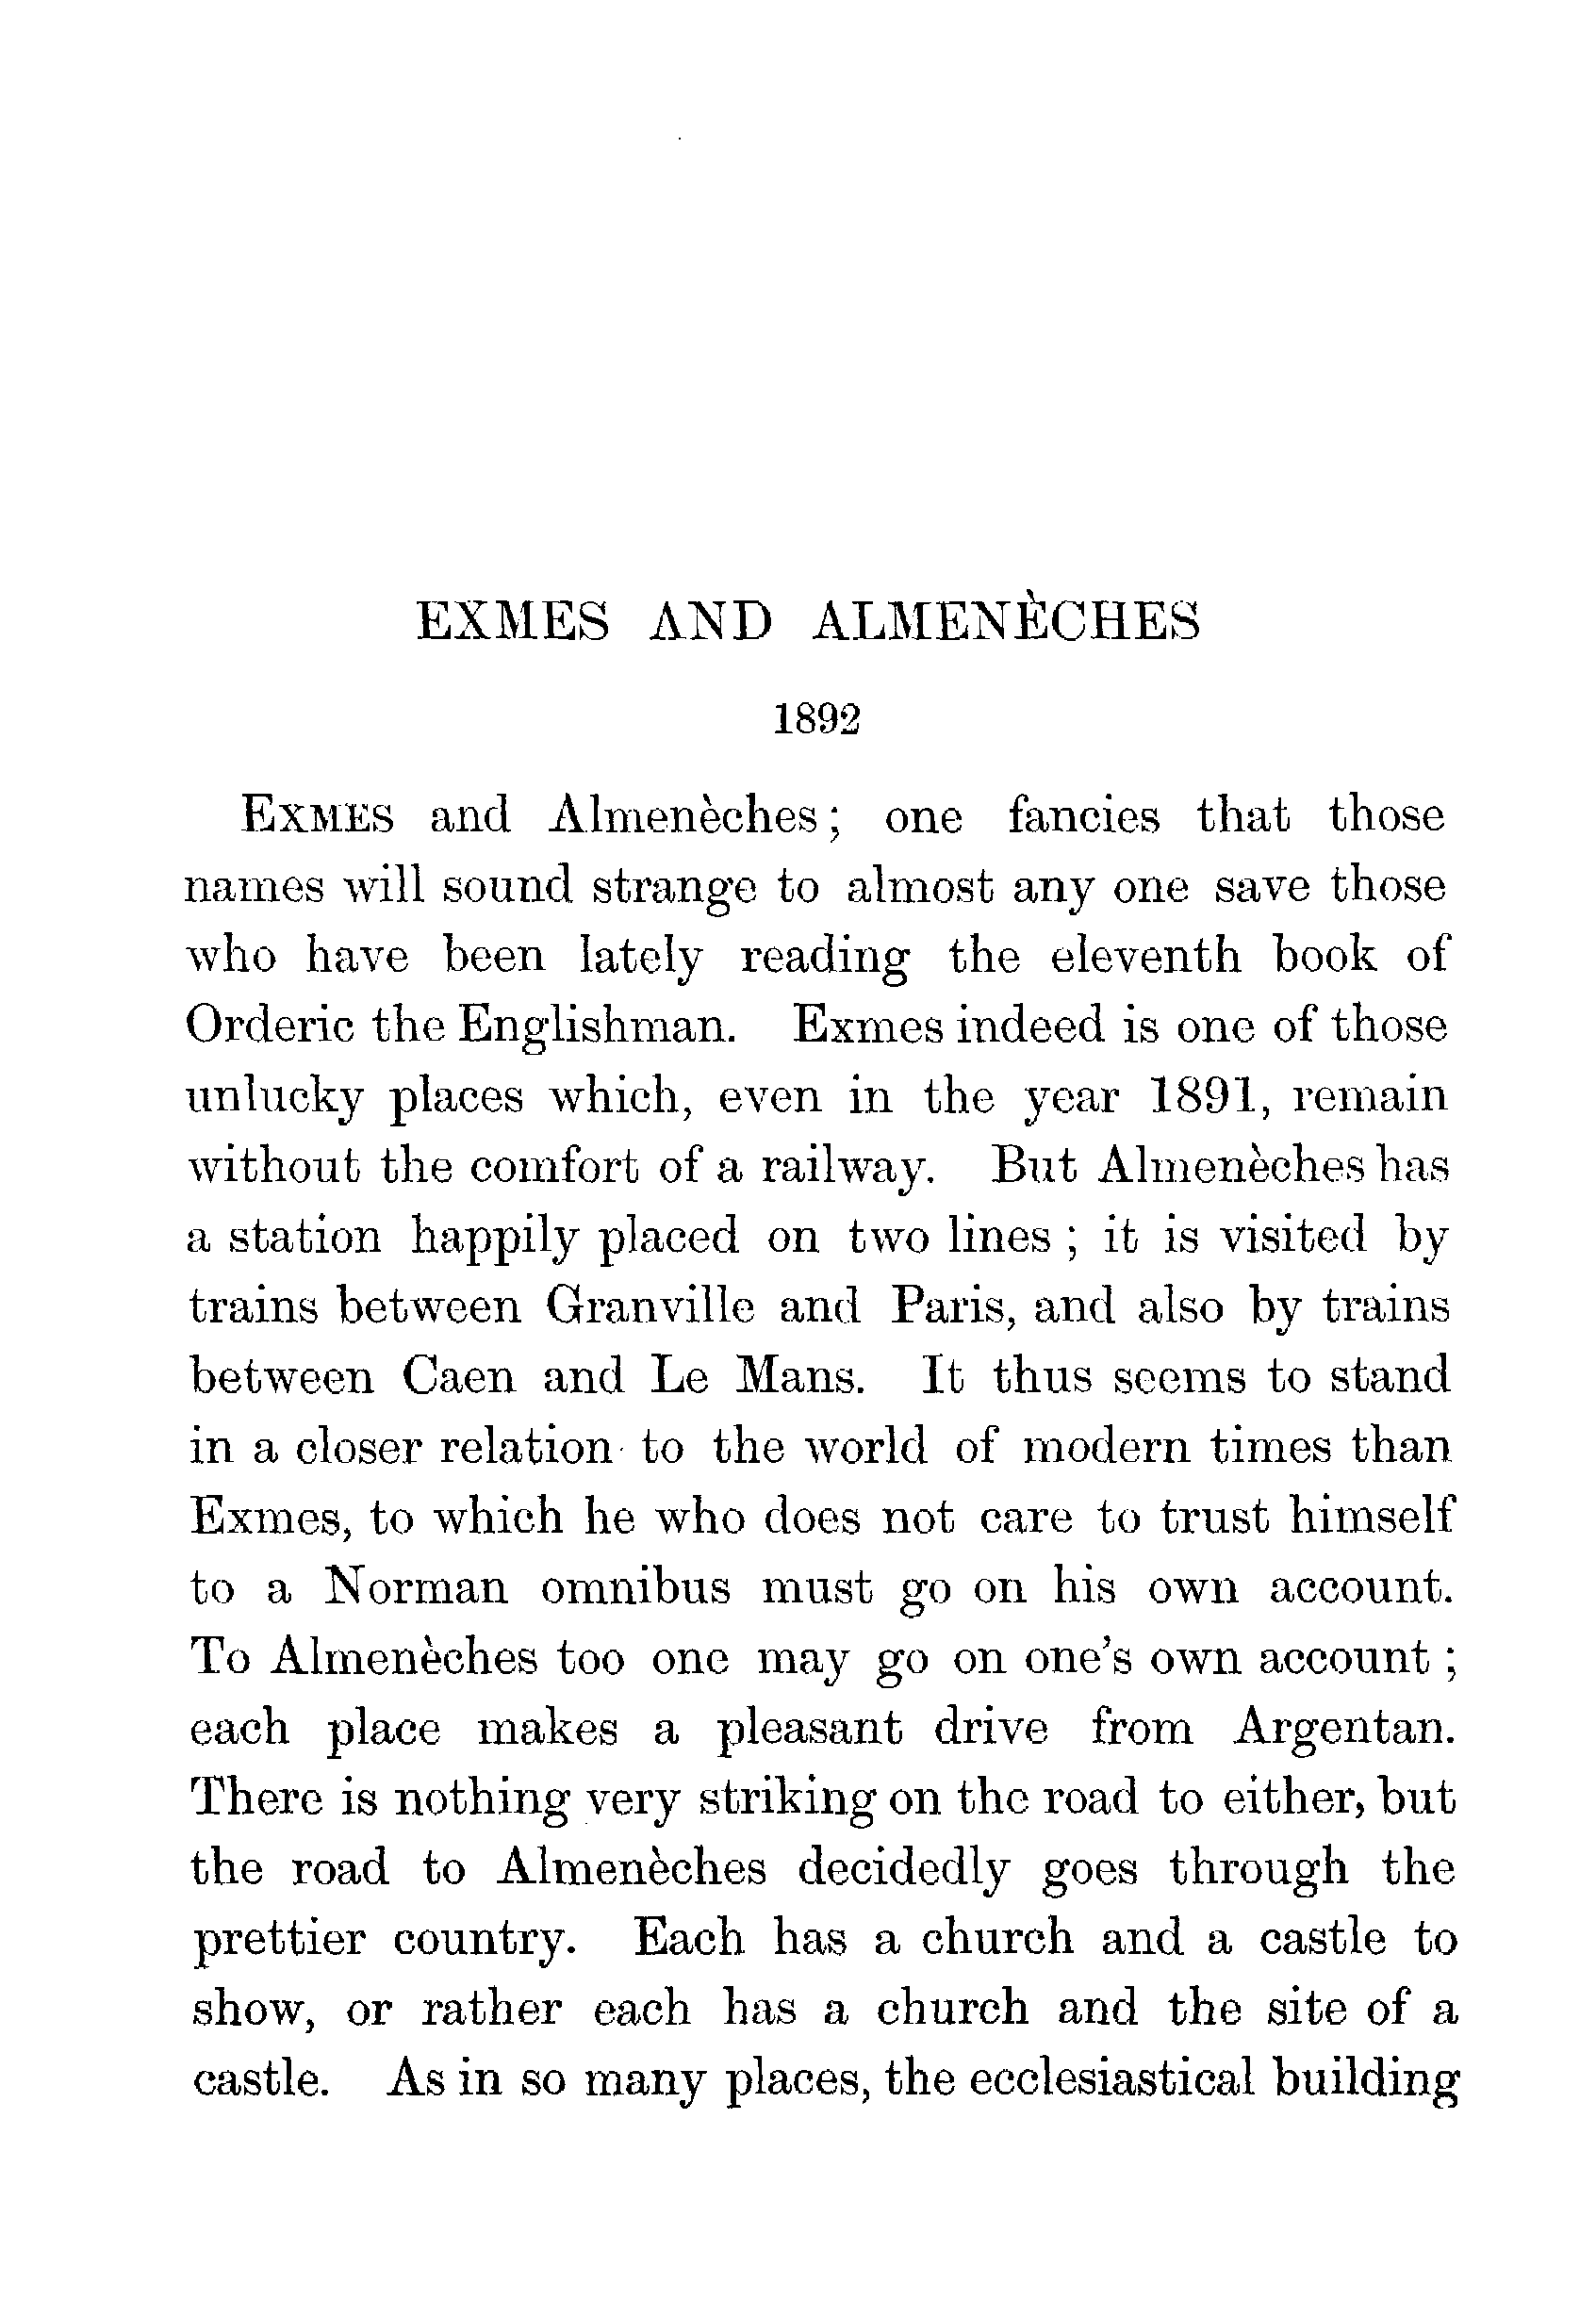 EXMES AND ALMENÈCHES
1892
EXMES and Almenèches; one fancies that those
names will sound strange to almost any one save those
who have been lately reading the eleventh book of
Orderic the Englishman. Exmes indeed is one of those
unlucky places which, even in the year 1891, remain
without the comfort of a railway. But Almenèches has
a station happily placed on two lines; it is visited by
trains between Granville and Paris, and also by trains
between Caen and Le Mans. It thus seems to stand
in a closer relation to the world of modern times than
Exmes, to which he who does not care to trust himself
to a Norman omnibus must go on his own account.
To Almenèches too one may go on one's own account;
each place makes a pleasant drive from Argentan.
There is nothing very striking on the road to either, but
the road to Almenèches decidedly goes through the
prettier country. Each has a church and a castle to
show, or rather each has a church and the site of a
castle. As in so many places, the ecclesiastical building